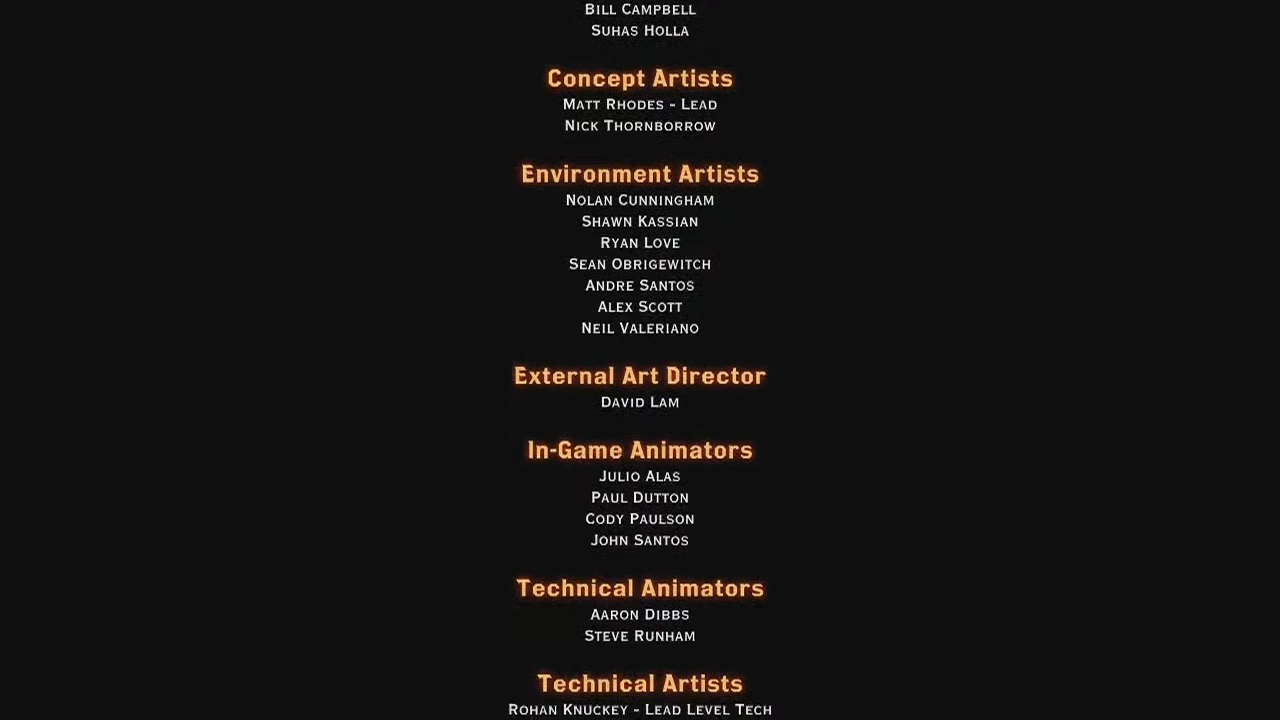 Bill Campbell
Suhas Holla
Concept Artists
Matt Rhodes - Lead
Nick Thornborrow
Environment Artists
Nolan Cunningham
Shawn Kassian
Ryan Love
Sean Obrigewitch
Andre Santos
Alex Scott
Neil Valeriano
External Art Director
David Lam
In-Game Animators
Julio Alas
Paul Dutton
Cody Paulson
John Santos
Technical Animators
Aaron Dibbs
Steve Runham
Technical Artists
Rohan Knuckey - Lead Level Tech